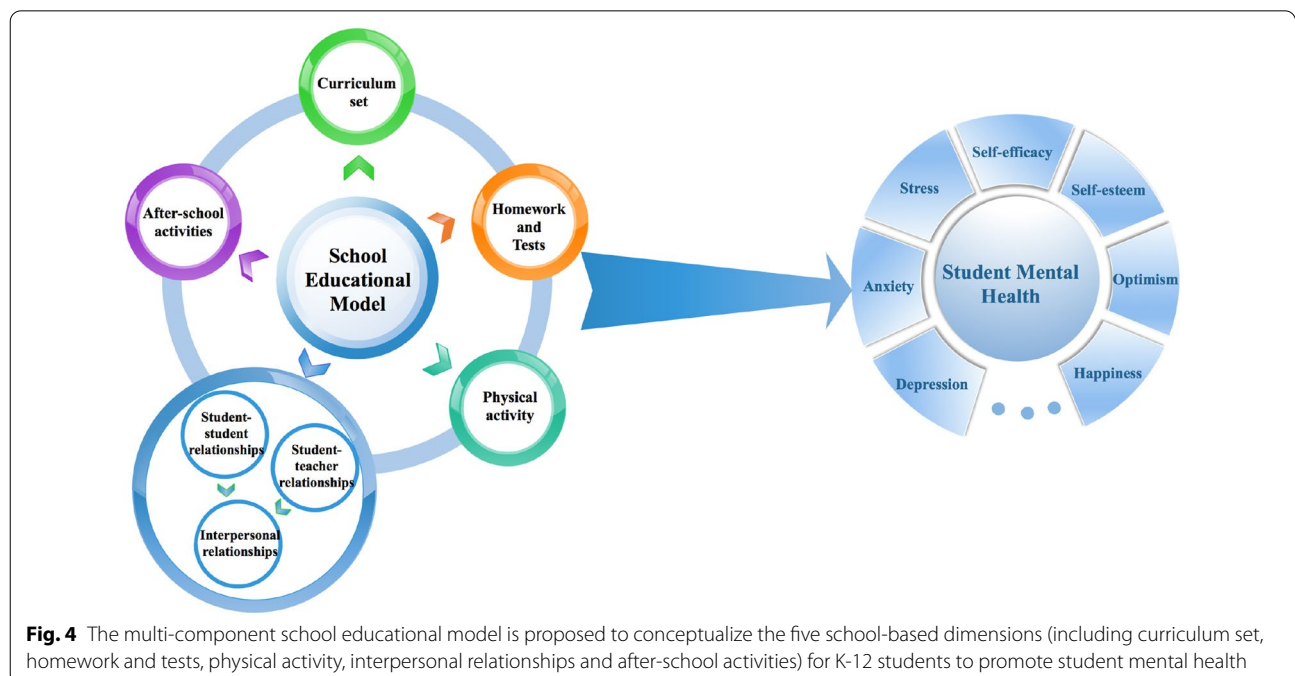 Curriculum
set
After-school
activities
Homework
and
Tests
School
Educational
Model
Physical
activity
Student-
student
relationships
Student-
teacher
relationships
Interpersonal
relationships
Self-efficacy
Stress
Self-esteem
Anxiety
Student Mental
Health
Optimism
Depression
Happiness
Fig. 4 The multi-component school educational model is proposed to conceptualize the five school-based dimensions (including curriculum set,
homework and tests, physical activity, interpersonal relationships and after-school activities) for K-12 students to promote student mental health